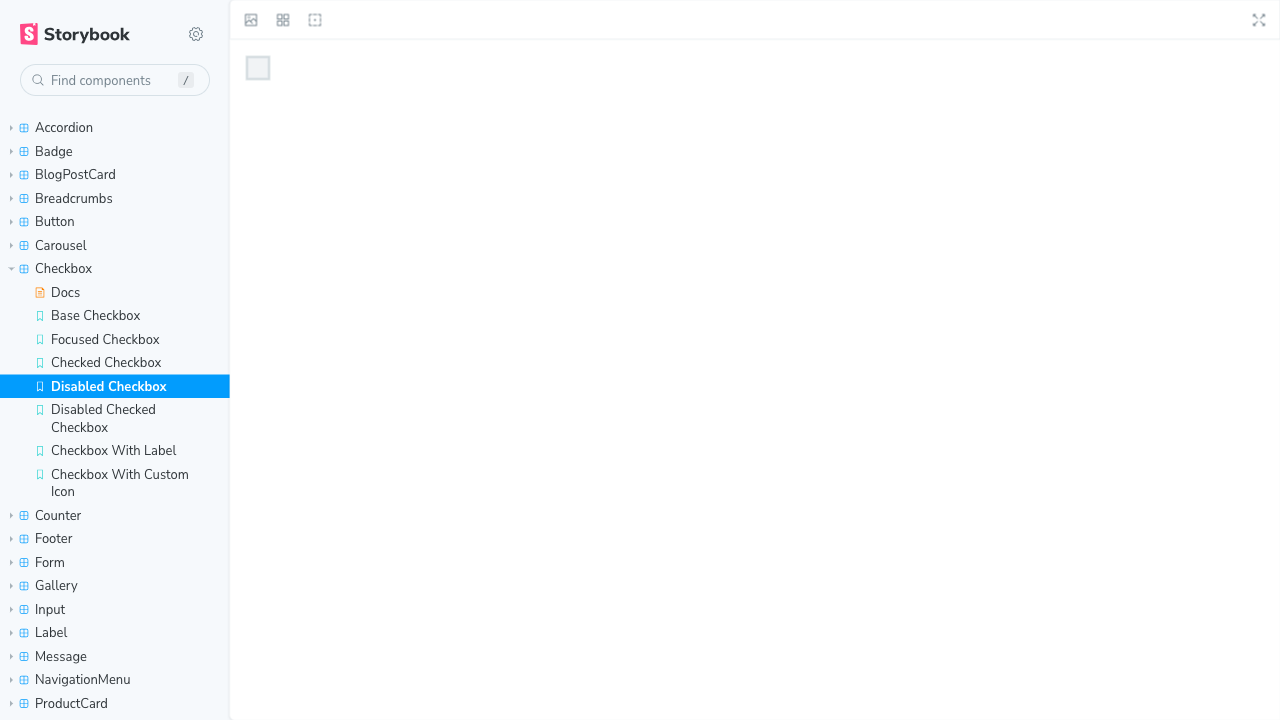 Storybook
Find components
/
Accordion
Badge
BlogPostCard
Breadcrumbs
Button
Carousel
Checkbox
Docs
Base Checkbox
Focused Checkbox
Checked Checkbox
Disabled Checkbox
Disabled Checked
Checkbox
Checkbox With Label
Checkbox With Custom
Icon
Counter
Footer
Form
Gallery
Input
Label
Message
NavigationMenu
ProductCard